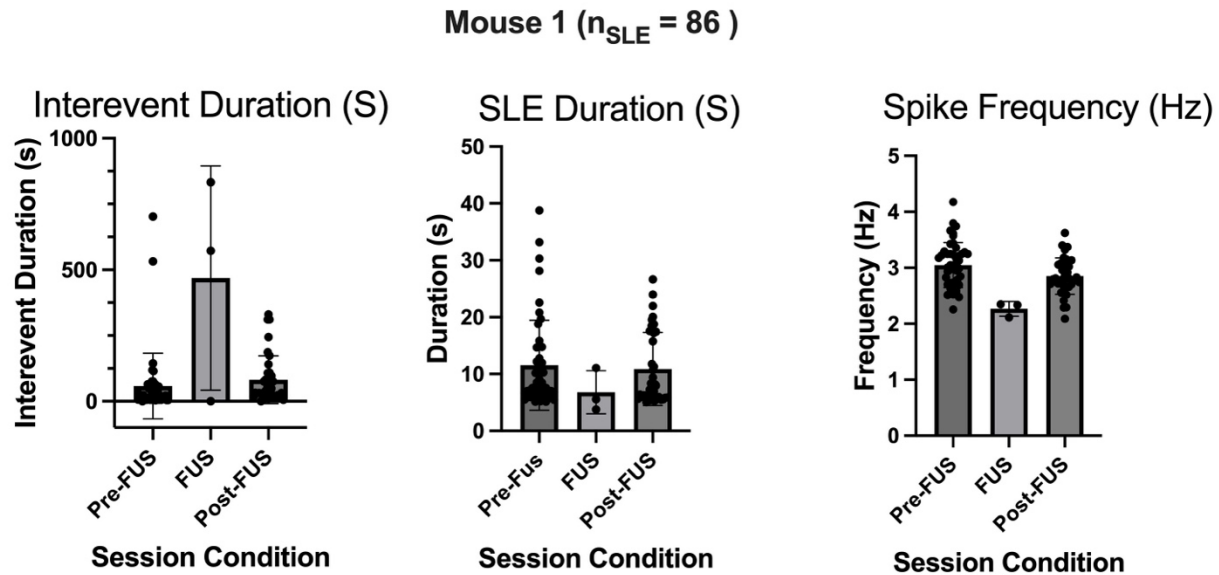 Mouse 1 (nSLE = 86 )
Interevent Duration (S)
Interevent Duration (s)
1000
500
0
Pre-FUS
FUS
Post-FUS
Session Condition
SLE Duration (S)
Duration (s)
50
40
30
20
10
0
Pre-Fus
FUS
Post-FUS
Session Condition
Spike Frequency (Hz)
Frequency (Hz)
5
4
3
2
1
0
Pre-FUS
FUS
Post-FUS
Session Condition